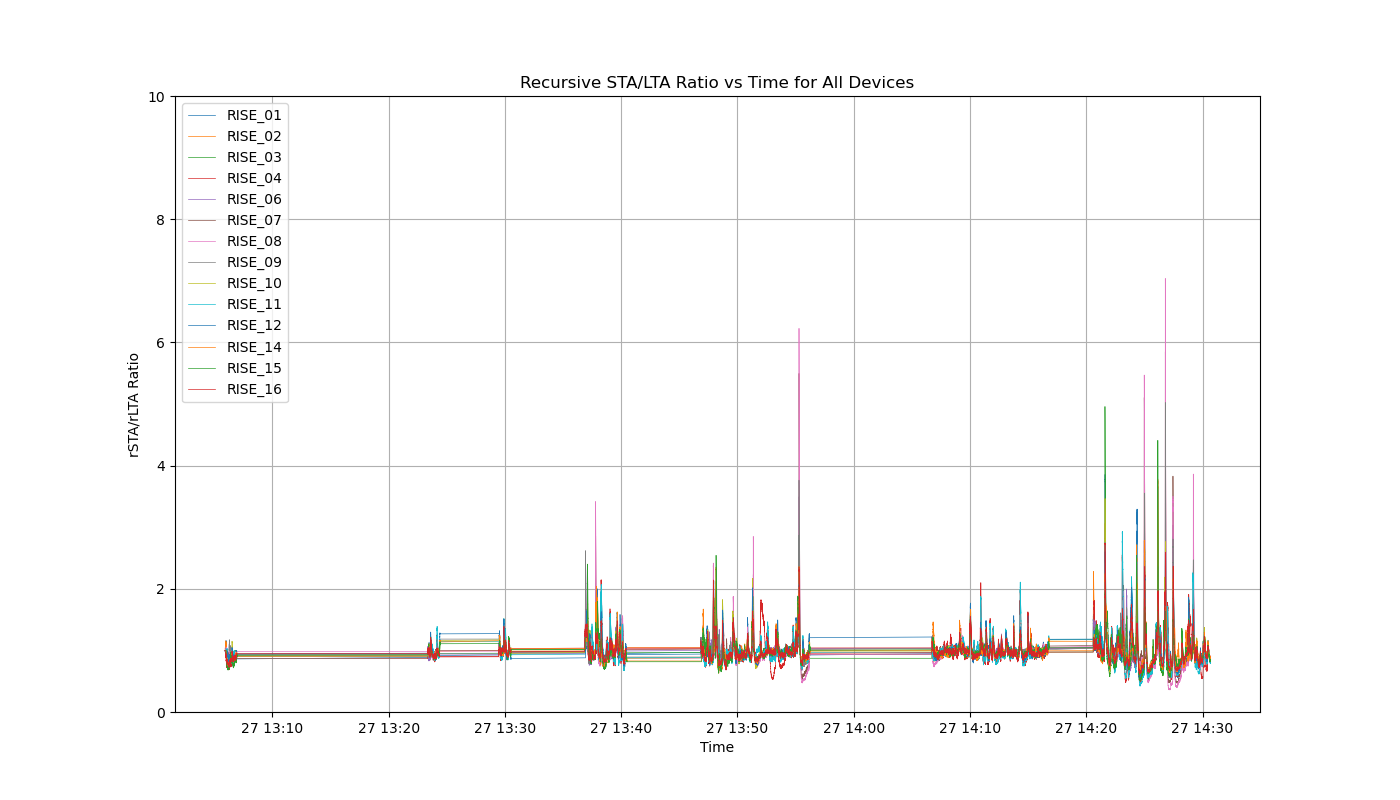 Recursive STA/LTA Ratio vs Time for All Devices
10
8
6
4
2
0
rSTA/rLTA Ratio
RISE_01
RISE_02
RISE_03
RISE_04
RISE_06
RISE_07
RISE_08
RISE_09
RISE_10
RISE_11
RISE_12
RISE_14
RISE_15
RISE_16
27 13:10
27 13:20
27 13:30
27 13:40
27 13:50
27 14:00
27 14:10
27 14:20
27 14:30
Time